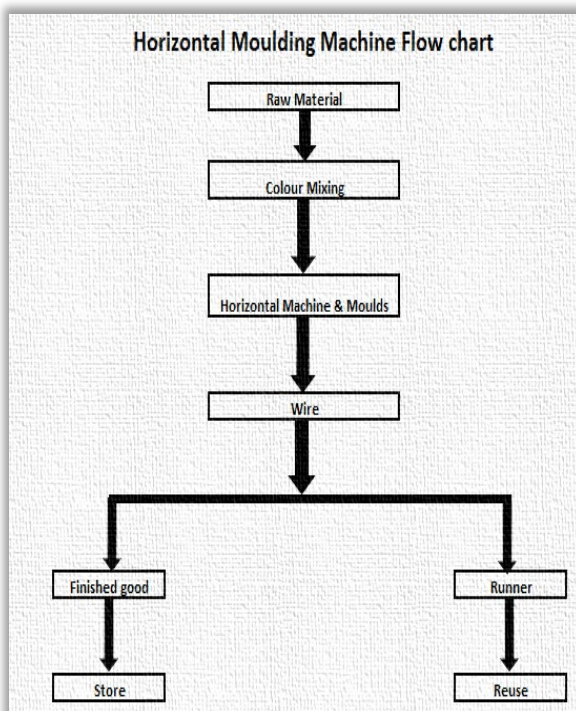 Horizontal Moulding Machine Flow chart
Raw Material
Colour Mixing
Horizontal Machine & Moulds
Wire
Finished good
Runner
Store
Reuse